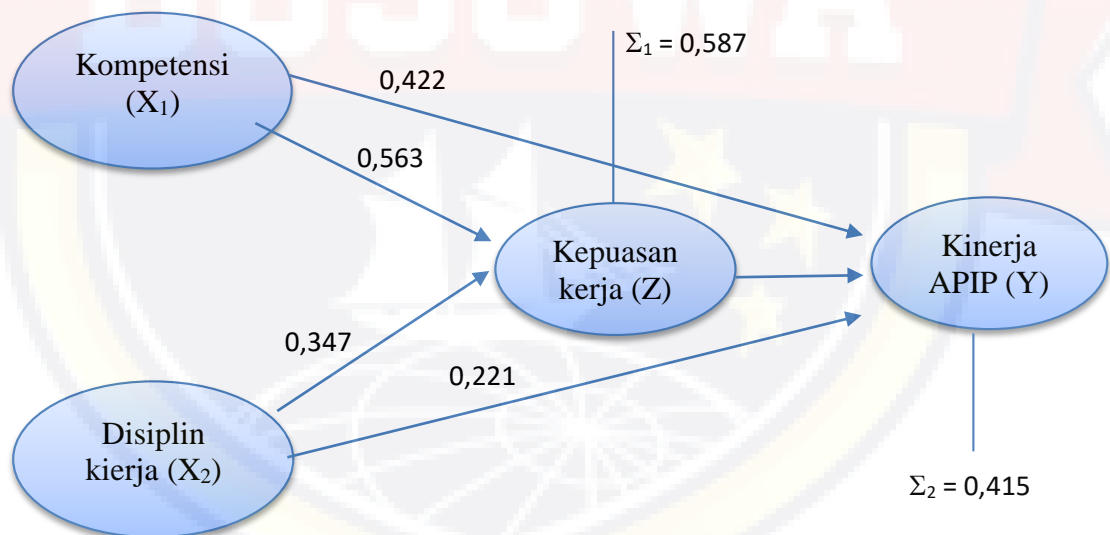 BOSOWA
Kompetensi
(X₁)
Σ₁ = 0,587
0,422
0,563
Kepuasan
kerja (Z)
Kinerja
APIP (Y)
0,347
0,221
Disiplin
kierja (X₂)
Σ₂ = 0,415